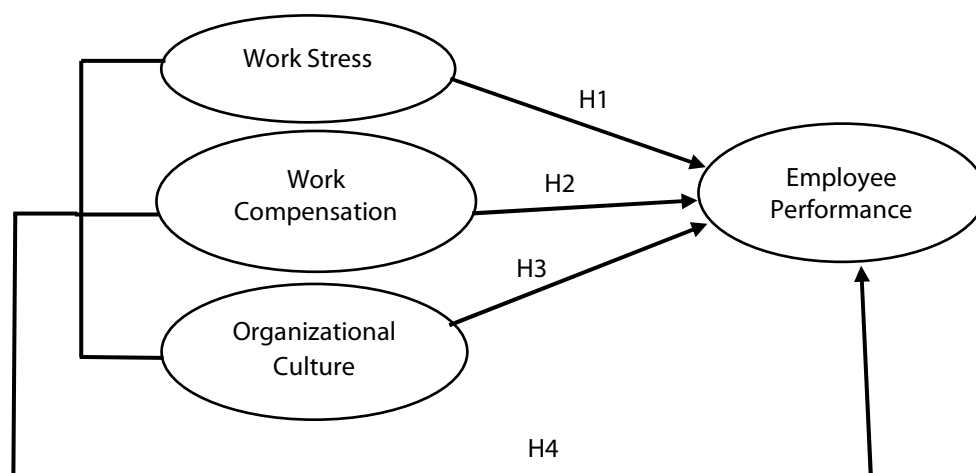 Work Stress
H1
Work
Compensation
H2
Employee
Performance
H3
Organizational
Culture
H4